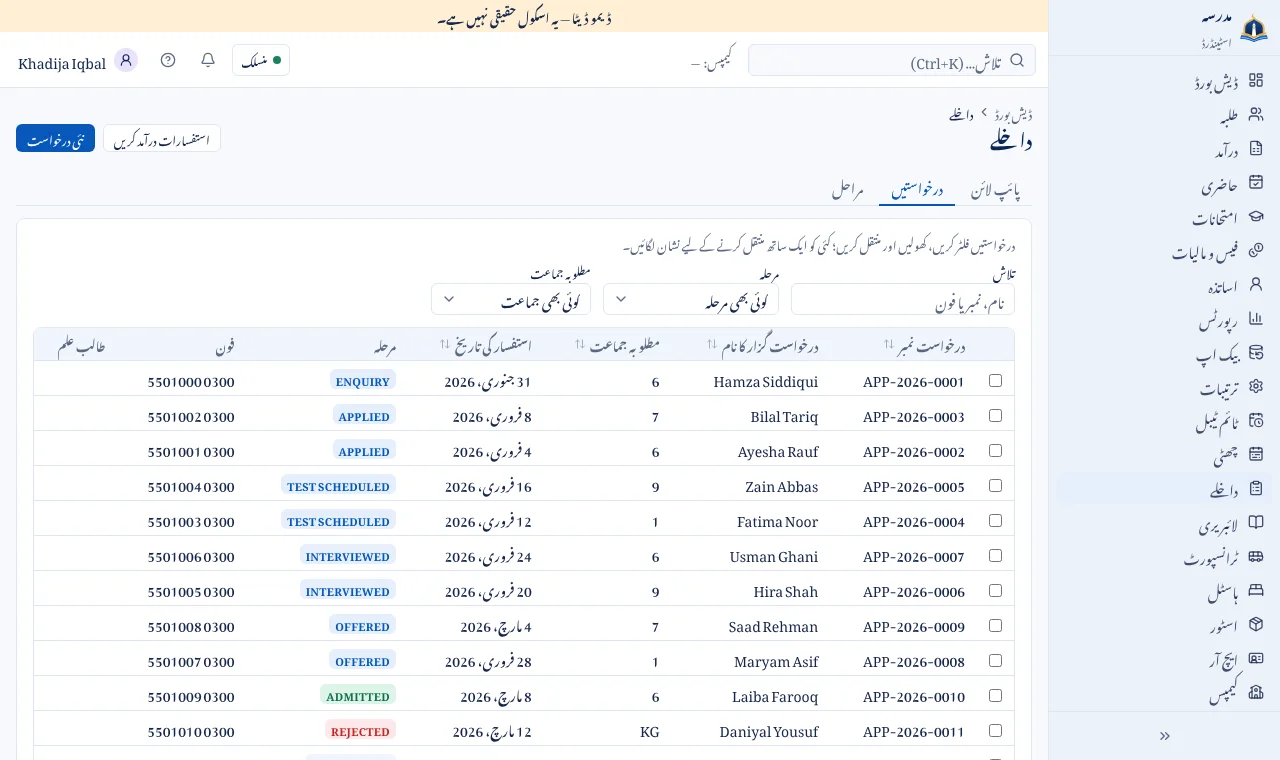 ڈیمو ڈیٹا — یہ اسکول حقیقی نہیں ہے۔
مدرسہ
اسٹینڈرڈ
ڈیش بورڈ
طلبہ
درآمد
حاضری
امتحانات
فیس و مالیات
اساتذہ
رپورٹس
بیک اپ
ترتیبات
ٹائم ٹیبل
چھٹی
داخلے
لائبریری
ٹرانسپورٹ
ہاسٹل
اسٹور
ایچ آر
کیمپس
تلاش... (Ctrl+K)
کیمپس: —
منسلک
Khadija Iqbal
ڈیش بورڈ داخلے
داخلے
استفسارات درآمد کریں
نئی درخواست
پائپ لائن درخواستیں مراحل
درخواستیں فلٹر کریں، کھولیں اور منتقل کریں؛ کئی کو ایک ساتھ منتقل کرنے کے لیے نشان لگائیں۔
تلاش مرحلہ مطلوبہ جماعت
نام، نمبر یا فون کوئی بھی مرحلہ کوئی بھی جماعت
درخواست نمبر درخواست گزار کا نام مطلوبہ جماعت استفسار کی تاریخ مرحلہ فون طالب علم
APP-2026-0001 Hamza Siddiqui 6 31 جنوری، 2026 ENQUIRY 0300 5501000
APP-2026-0003 Bilal Tariq 7 8 فروری، 2026 APPLIED 0300 5501002
APP-2026-0002 Ayesha Rauf 6 4 فروری، 2026 APPLIED 0300 5501001
APP-2026-0005 Zain Abbas 9 16 فروری، 2026 TEST SCHEDULED 0300 5501004
APP-2026-0004 Fatima Noor 1 12 فروری، 2026 TEST SCHEDULED 0300 5501003
APP-2026-0007 Usman Ghani 6 24 فروری، 2026 INTERVIEWED 0300 5501006
APP-2026-0006 Hira Shah 9 20 فروری، 2026 INTERVIEWED 0300 5501005
APP-2026-0009 Saad Rehman 7 4 مارچ، 2026 OFFERED 0300 5501008
APP-2026-0008 Maryam Asif 1 28 فروری، 2026 OFFERED 0300 5501007
APP-2026-0010 Laiba Farooq 6 8 مارچ، 2026 ADMITTED 0300 5501009
APP-2026-0011 Daniyal Yousuf KG 12 مارچ، 2026 REJECTED 0300 5501010